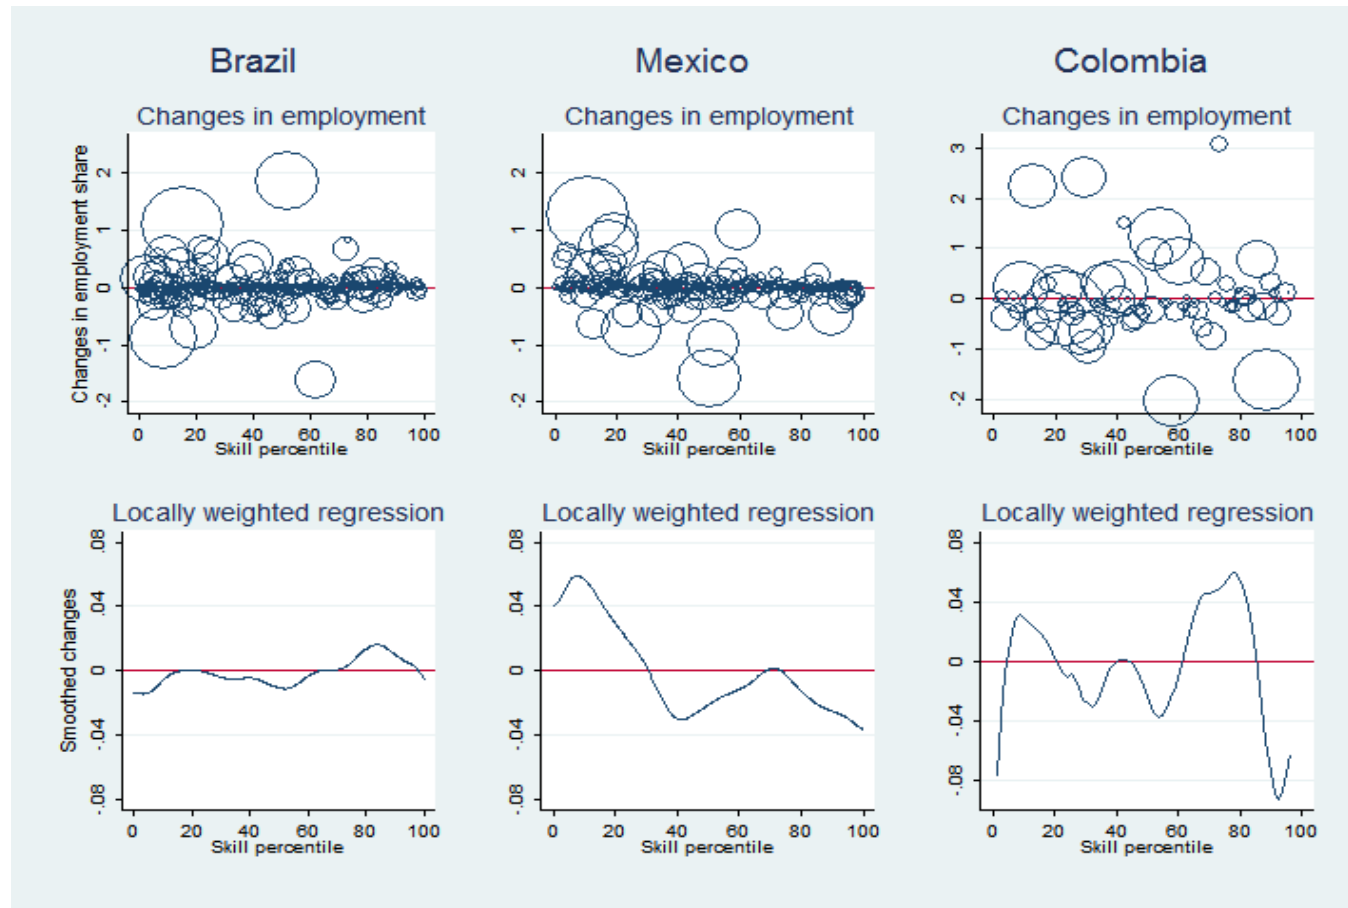 Brazil Mexico Colombia
Changes in employment Changes in employment Changes in employment
Changes in employment share
2
1
0
-1
-2
0 20 40 60 80 100
Skill percentile
2
1
0
-1
-2
0 20 40 60 80 100
Skill percentile
3
2
1
0
-1
-2
0 20 40 60 80 100
Skill percentile
Locally weighted regression Locally weighted regression Locally weighted regression
Smoothed changes
.08
.04
0
-.04
-.08
0 20 40 60 80 100
Skill percentile
.08
.04
0
-.04
-.08
0 20 40 60 80 100
Skill percentile
.08
.04
0
-.04
-.08
0 20 40 60 80 100
Skill percentile